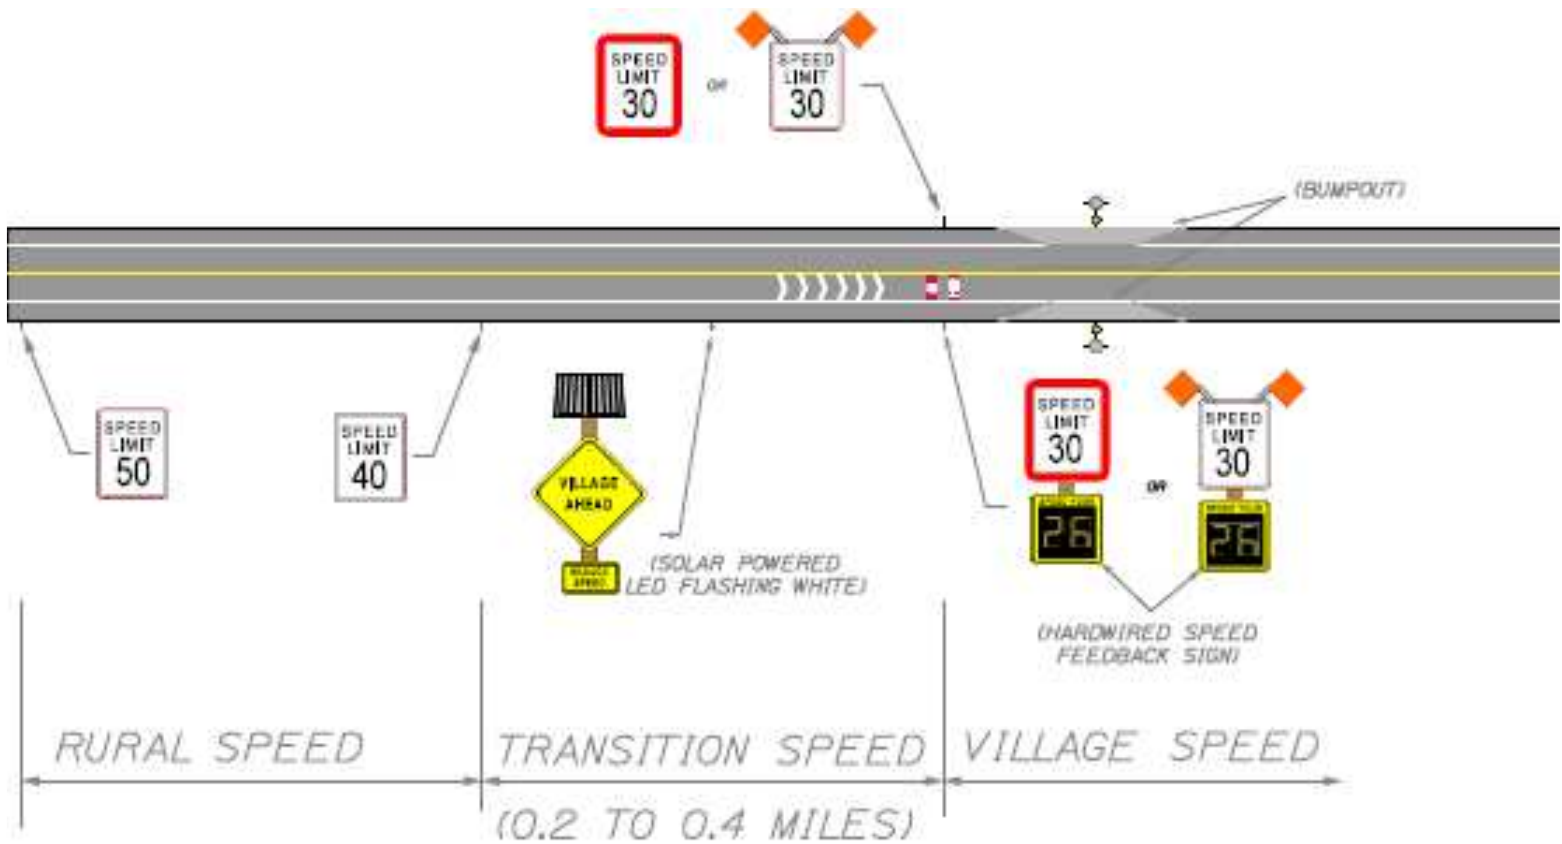 SPEED
LIMIT
30
OR
SPEED
LIMIT
30
(BUMPOUT)
SPEED
LIMIT
50
SPEED
LIMIT
40
VILLAGE
AHEAD
REDUCE
SPEED
(SOLAR POWERED
LED FLASHING WHITE)
SPEED
LIMIT
30
26
OR
SPEED
LIMIT
30
26
(HARDWIRED SPEED
FEEDBACK SIGN)
RURAL SPEED
TRANSITION SPEED
(0.2 TO 0.4 MILES)
VILLAGE SPEED